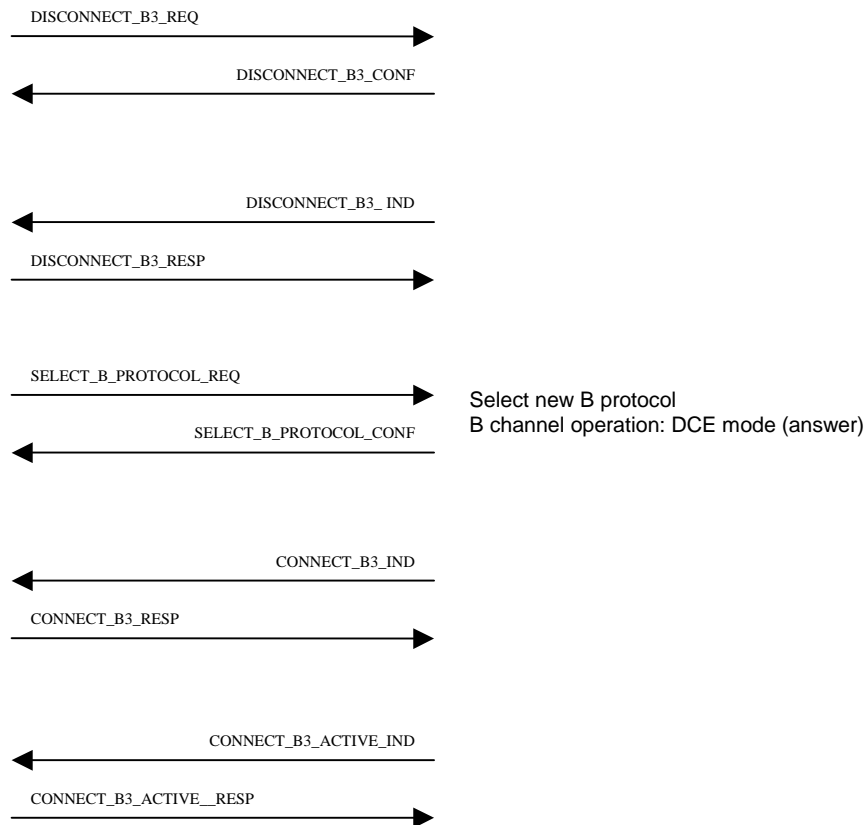 DISCONNECT_B3_REQ
DISCONNECT_B3_CONF
DISCONNECT_B3_ IND
DISCONNECT_B3_RESP
SELECT_B_PROTOCOL_REQ
Select new B protocol
B channel operation: DCE mode (answer)
SELECT_B_PROTOCOL_CONF
CONNECT_B3_IND
CONNECT_B3_RESP
CONNECT_B3_ACTIVE_IND
CONNECT_B3_ACTIVE__RESP